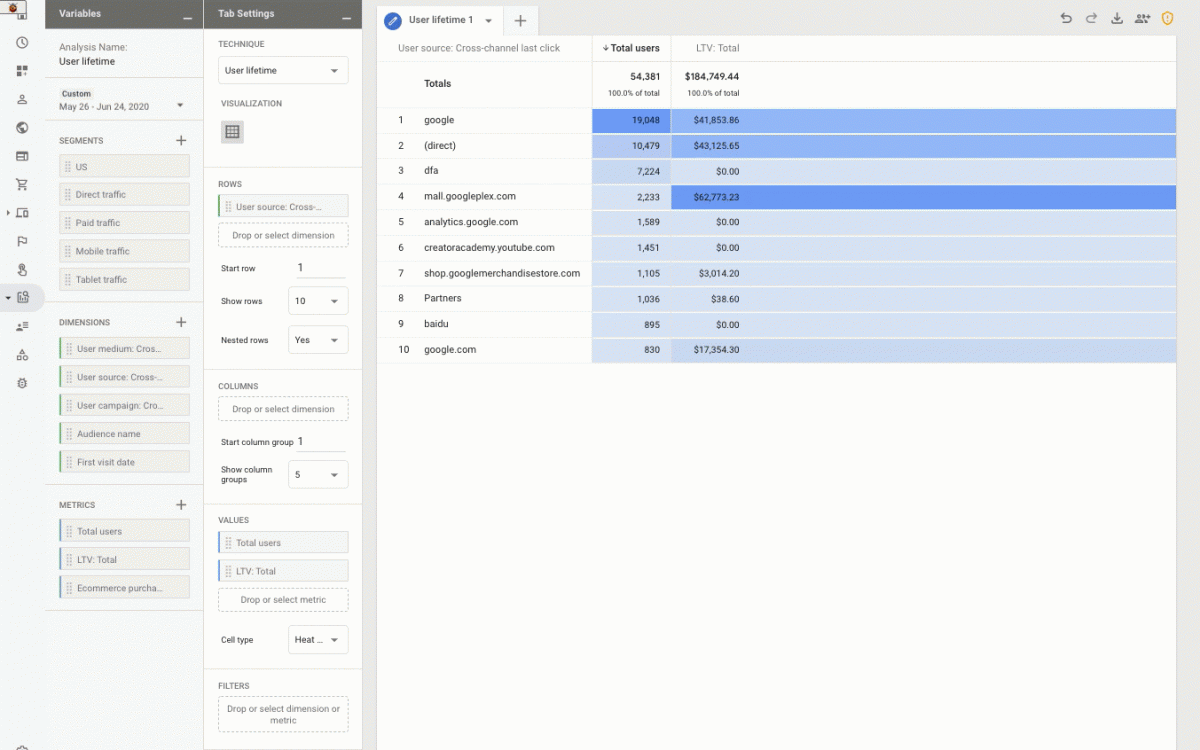 Variables
Analysis Name:
User lifetime
Custom
May 26 - Jun 24, 2020
SEGMENTS
US
Direct traffic
Paid traffic
Mobile traffic
Tablet traffic
DIMENSIONS
User medium: Cros...
User source: Cross-...
User campaign: Cro...
Audience name
First visit date
METRICS
Total users
LTV: Total
Ecommerce purcha...
Tab Settings
TECHNIQUE
User lifetime
VISUALIZATION
ROWS
User source: Cross-...
Drop or select dimension
Start row 1
Show rows 10
Nested rows Yes
COLUMNS
Drop or select dimension
Start column group 1
Show column
groups 5
VALUES
Total users
LTV: Total
Drop or select metric
Cell type Heat ...
FILTERS
Drop or select dimension or
metric
User lifetime 1
User source: Cross-channel last click Total users LTV: Total
Totals 54,381 $184,749.44
100.0% of total 100.0% of total
1 google 19,048 $41,853.86
2 (direct) 10,479 $43,125.65
3 dfa 7,224 $0.00
4 mall.googleplex.com 2,233 $62,773.23
5 analytics.google.com 1,589 $0.00
6 creatoracademy.youtube.com 1,451 $0.00
7 shop.googlemerchandisestore.com 1,105 $3,014.20
8 Partners 1,036 $38.60
9 baidu 895 $0.00
10 google.com 830 $17,354.30